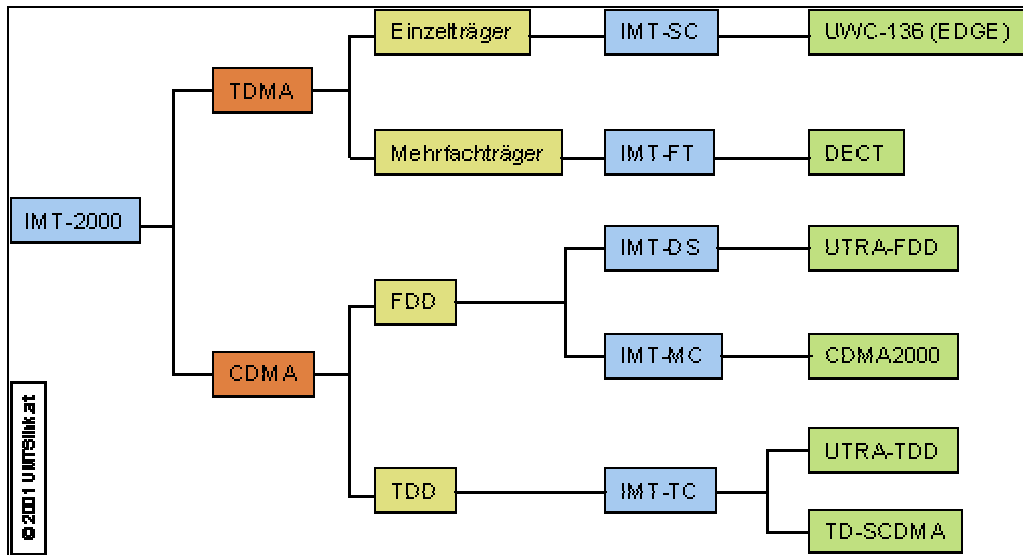 Einzelträger
IMT-SC
UWC-136 (EDGE)
TDMA
Mehrfachträger
IMT-FT
DECT
IMT-2000
IMT-DS
UTRA-FDD
FDD
IMT-MC
CDMA2000
CDMA
UTRA-TDD
TDD
IMT-TC
TD-SCDMA
© 2001 UMTSlink.at